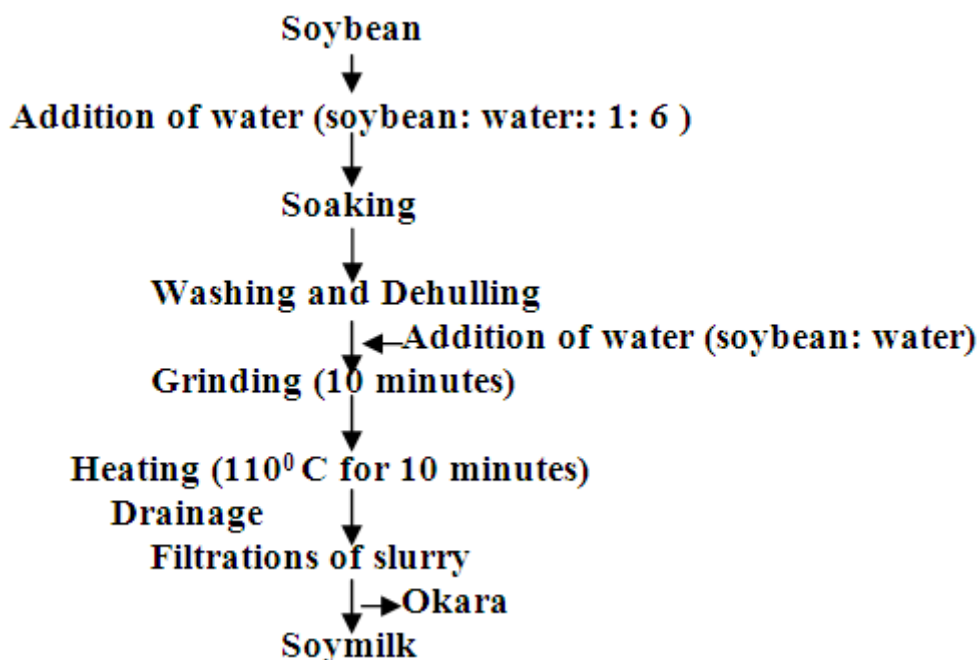 Soybean
Addition of water (soybean: water:: 1: 6 )
Soaking
Washing and Dehulling
Addition of water (soybean: water)
Grinding (10 minutes)
Heating (110⁰ C for 10 minutes)
Drainage
Filtrations of slurry
Okara
Soymilk